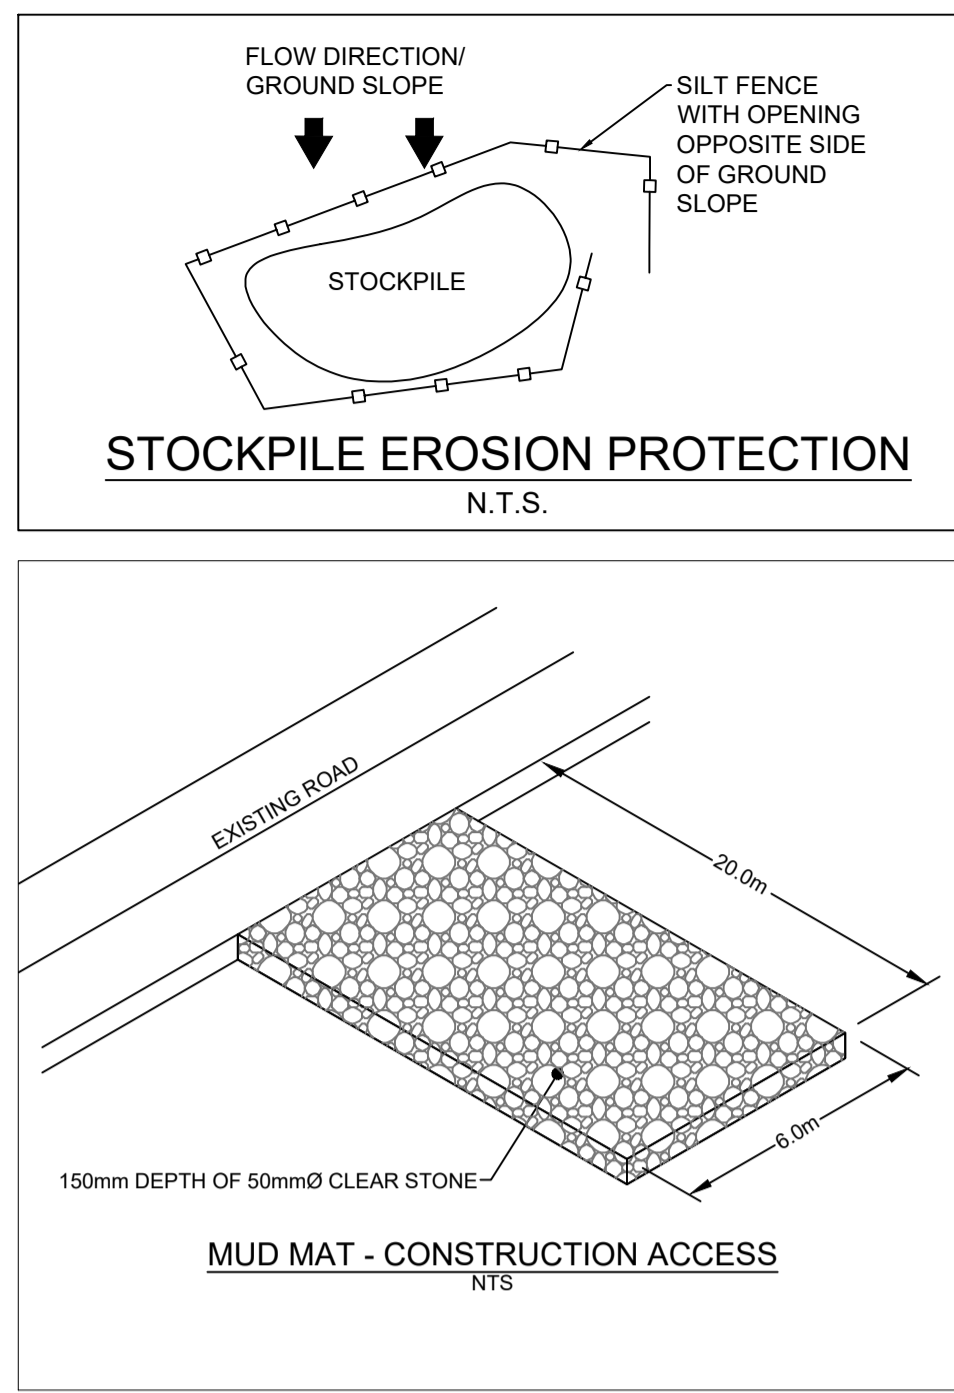 FLOW DIRECTION/
GROUND SLOPE
SILT FENCE
WITH OPENING
OPPOSITE SIDE
OF GROUND
SLOPE
STOCKPILE
STOCKPILE EROSION PROTECTION
N.T.S.
EXISTING ROAD
20.0m
6.0m
150mm DEPTH OF 50mmØ CLEAR STONE
MUD MAT - CONSTRUCTION ACCESS
NTS